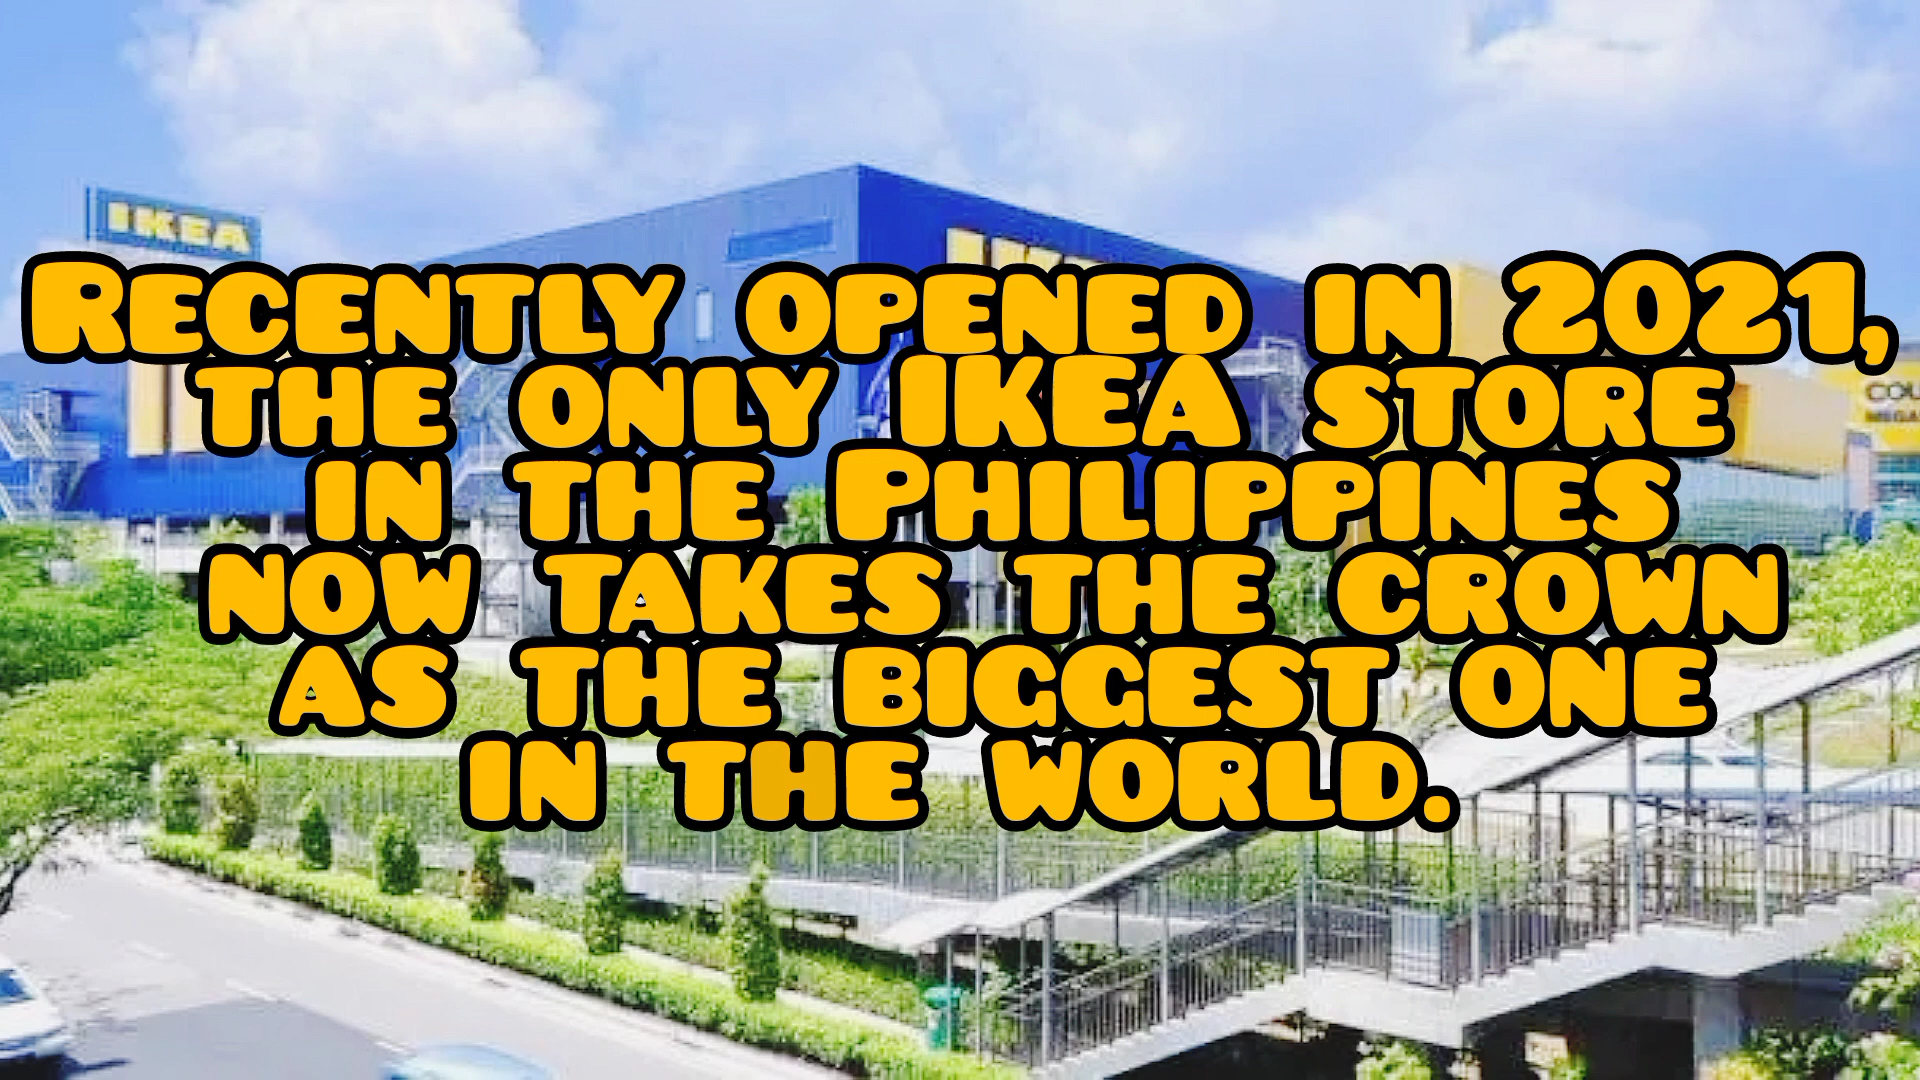 IKEA
Recently opened in 2021,
the only IKEA store
in the Philippines
now takes the crown
as the biggest one
in the world.